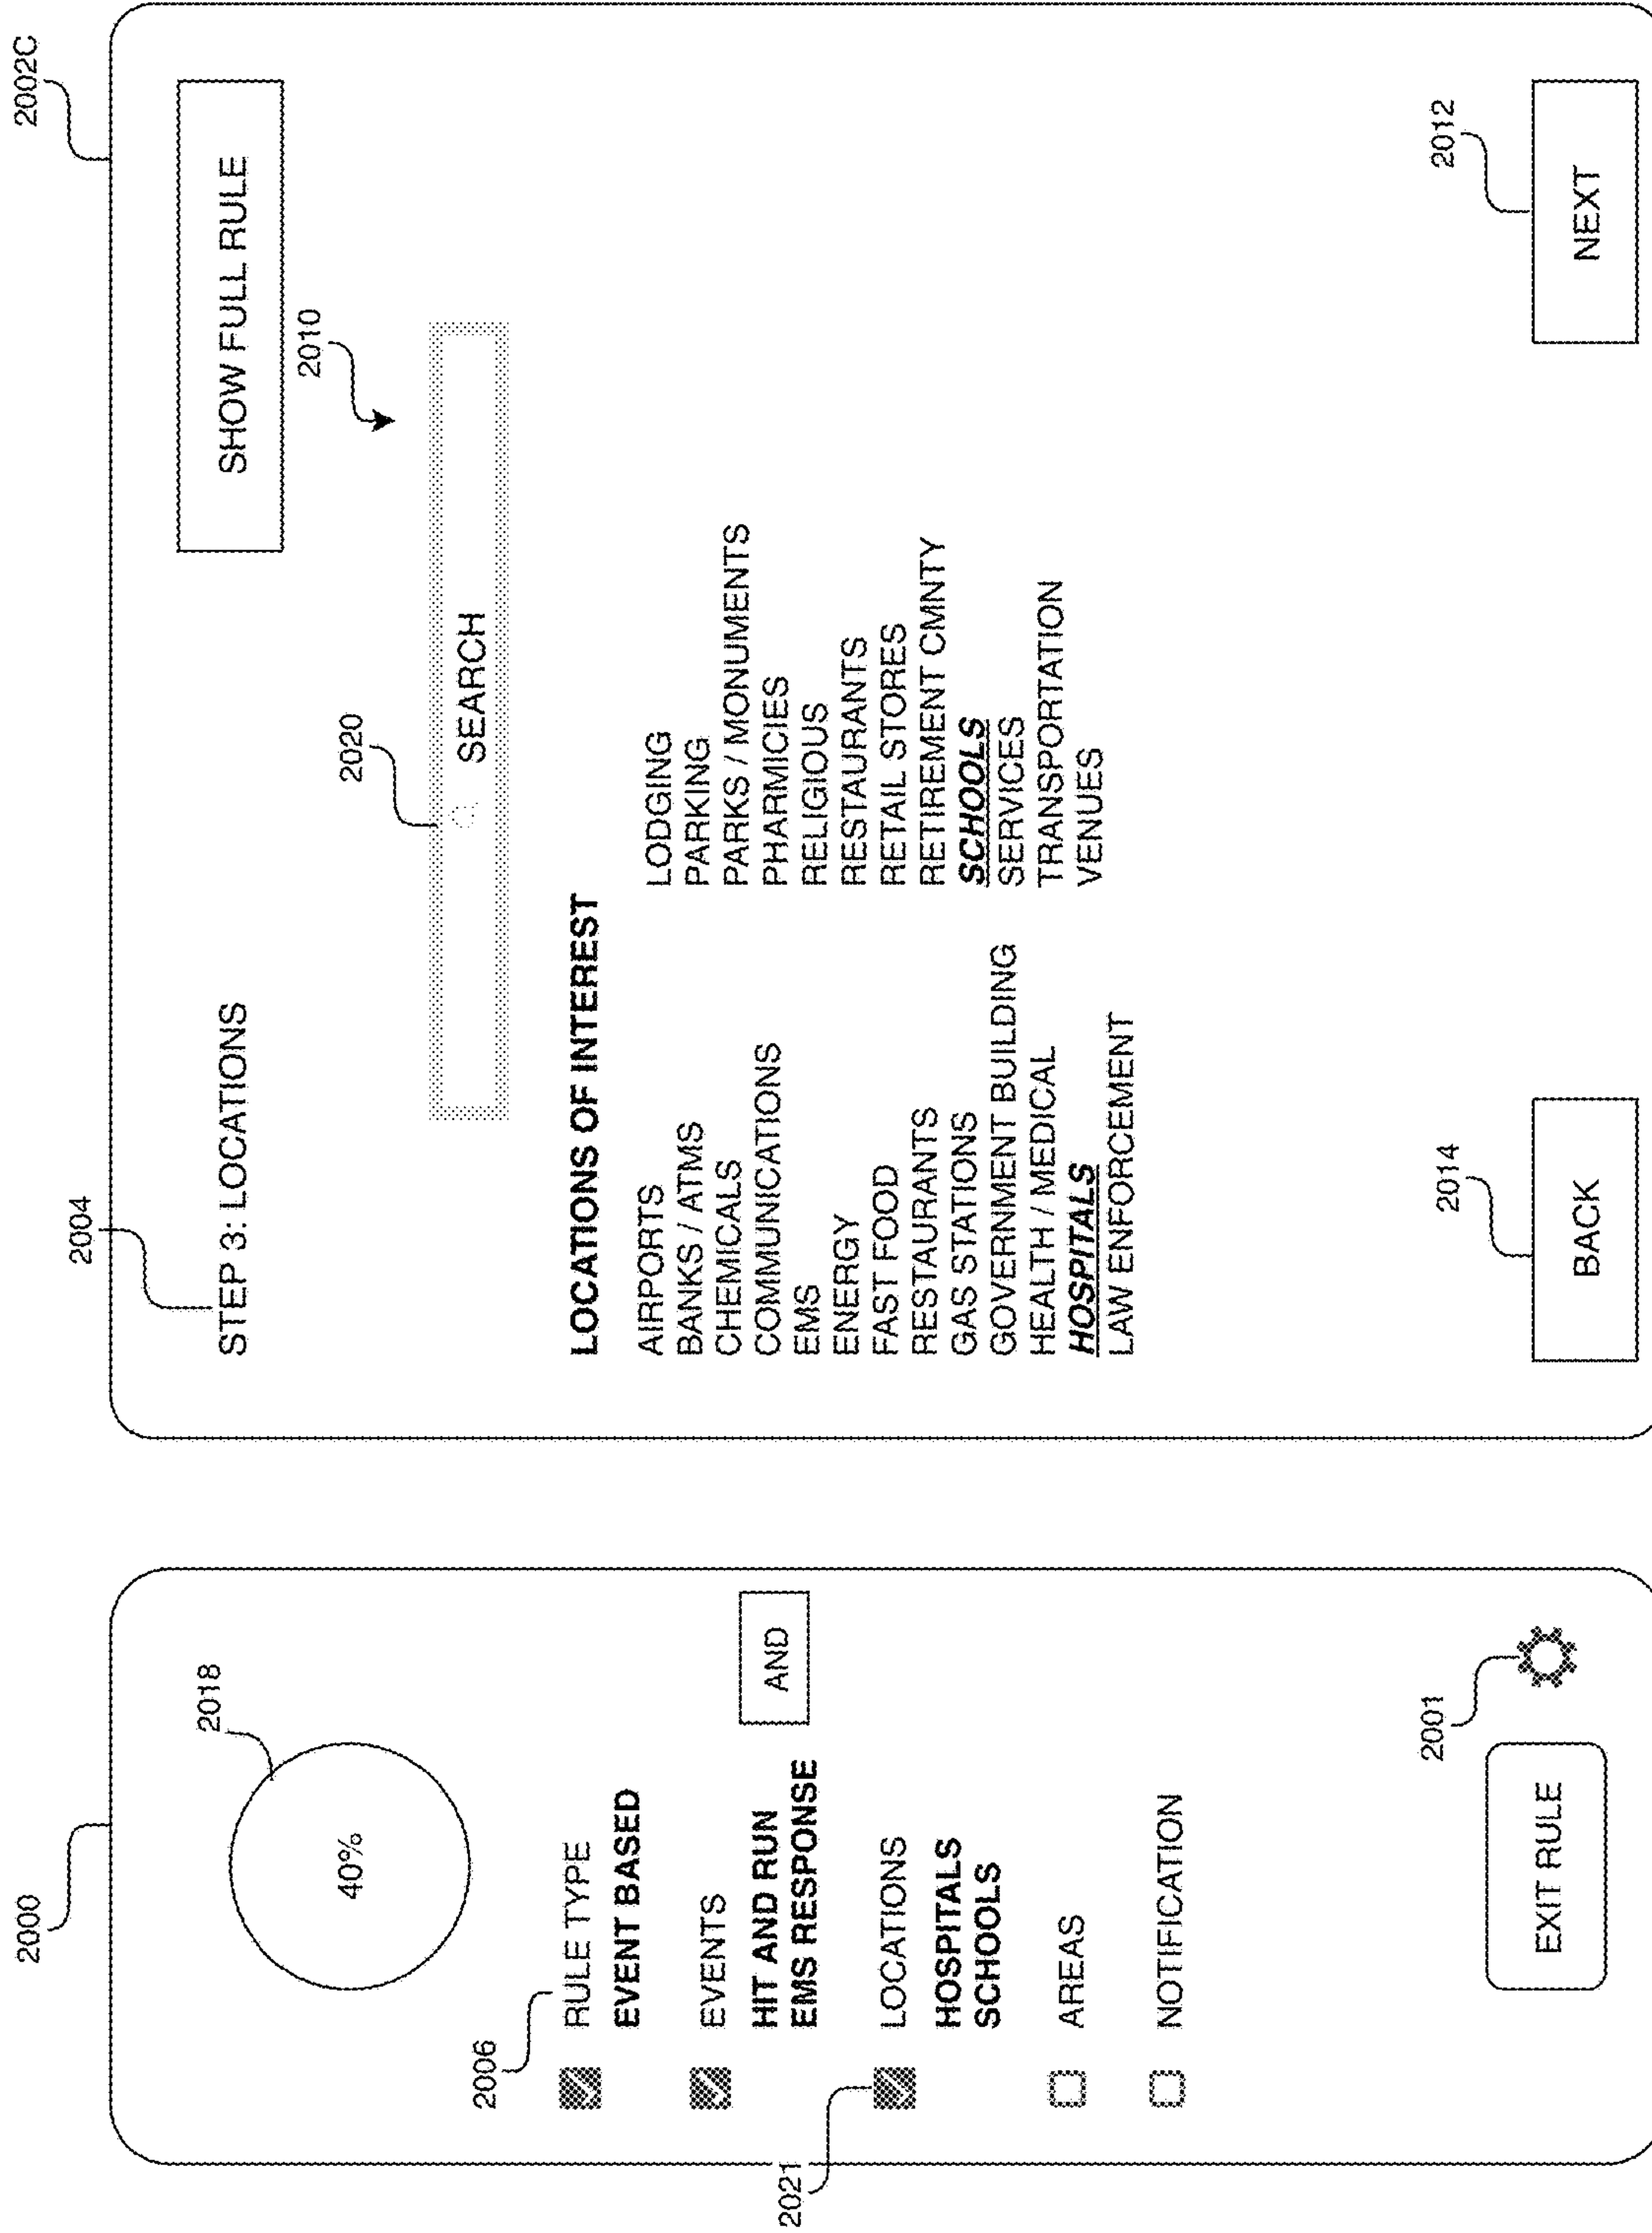 2000
2018
40%
2006
RULE TYPE
EVENT BASED
EVENTS
HIT AND RUN
EMS RESPONSE
AND
2021
LOCATIONS
HOSPITALS
SCHOOLS
AREAS
NOTIFICATION
2001
EXIT RULE
2002C
2004
STEP 3: LOCATIONS
SHOW FULL RULE
2010
2020
SEARCH
LOCATIONS OF INTEREST
AIRPORTS
BANKS / ATMS
CHEMICALS
COMMUNICATIONS
EMS
ENERGY
FAST FOOD
RESTAURANTS
GAS STATIONS
GOVERNMENT BUILDING
HEALTH / MEDICAL
HOSPITALS
LAW ENFORCEMENT
LODGING
PARKING
PARKS / MONUMENTS
PHARMICIES
RELIGIOUS
RESTAURANTS
RETAIL STORES
RETIREMENT CMNTY
SCHOOLS
SERVICES
TRANSPORTATION
VENUES
2014
BACK
2012
NEXT